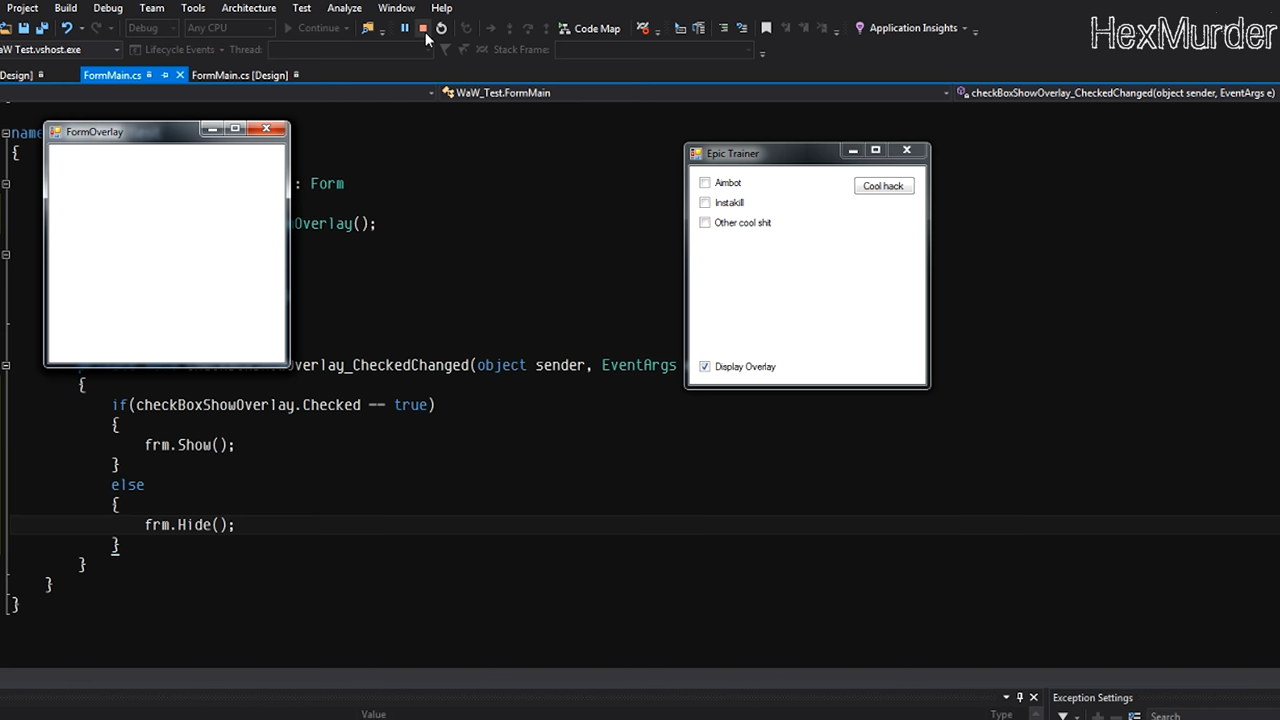 Project Build Debug Team Tools Architecture Test Analyze Window Help
HexMurder
Debug Any CPU Continue Code Map Application Insights
aW Test.vshost.exe Lifecycle Events Thread: Stack Frame:
Design] FormMain.cs FormMain.cs [Design]
WaW_Test.FormMain checkBoxShowOverlay_CheckedChanged(object sender, EventArgs e)
name
{
FormOverlay
: Form
Overlay();
Epic Trainer
Aimbot
Cool hack
Instakill
Other cool shit
Display Overlay
Overlay_CheckedChanged(object sender, EventArgs
{
if(checkBoxShowOverlay.Checked == true)
{
frm.Show();
}
else
{
frm.Hide();
}
}
}
}
Exception Settings
Value
Type
Search